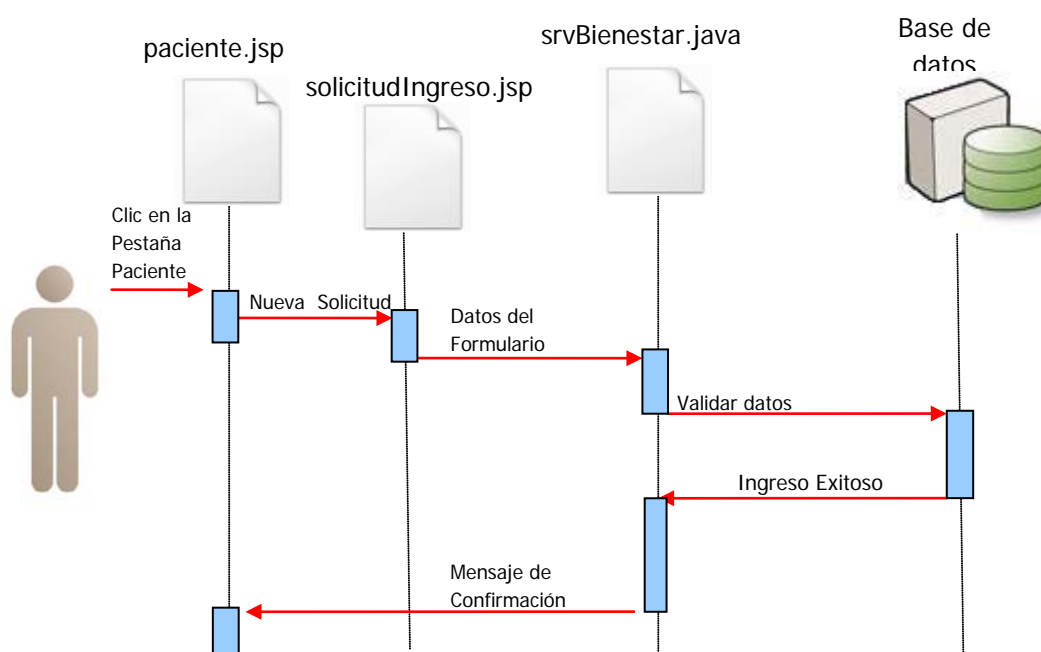 paciente.jsp
solicitudIngreso.jsp
srvBienestar.java
Base de
datos
Clic en la
Pestaña
Paciente
Nueva Solicitud
Datos del
Formulario
Validar datos
Ingreso Exitoso
Mensaje de
Confirmación